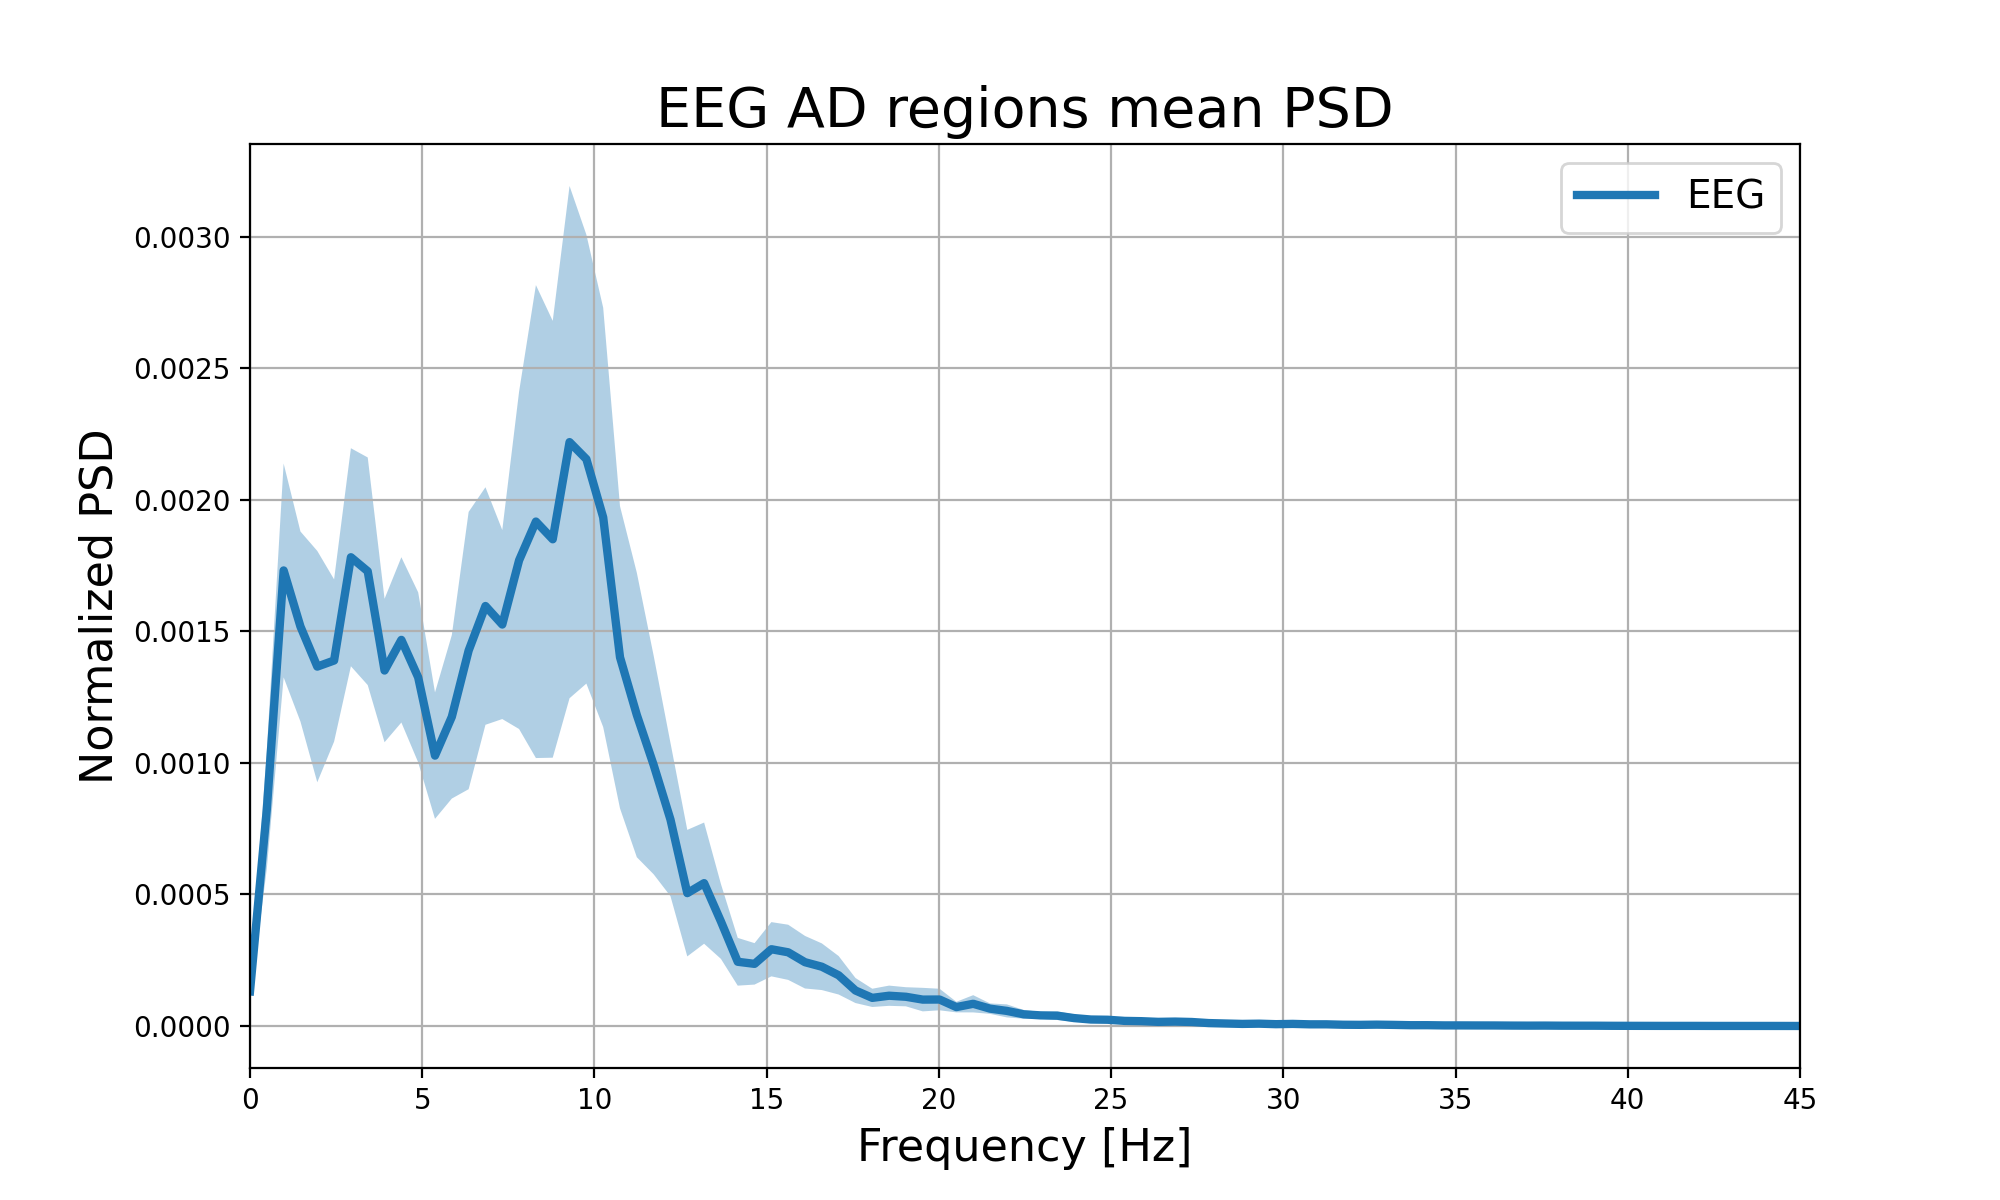 EEG AD regions mean PSD
EEG
Normalized PSD
0.0030
0.0025
0.0020
0.0015
0.0010
0.0005
0.0000
0 5 10 15 20 25 30 35 40 45
Frequency [Hz]